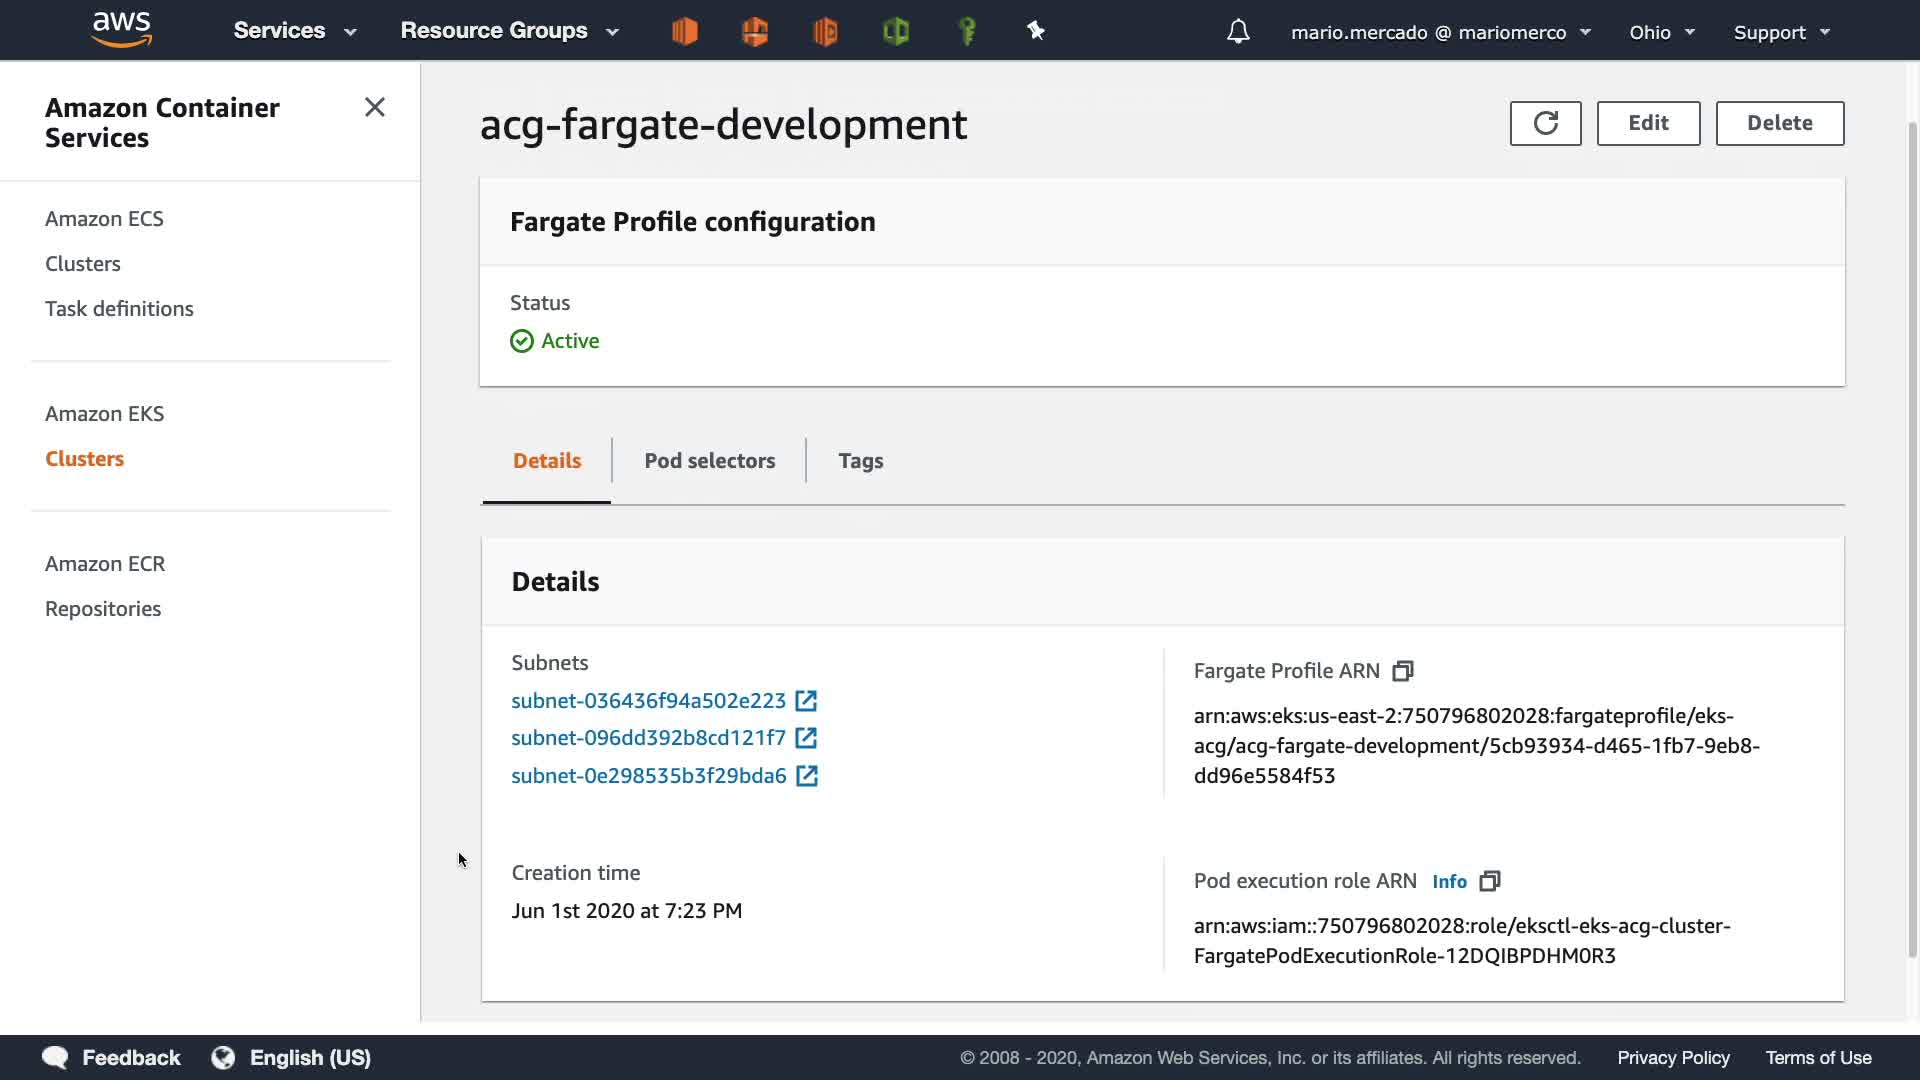 aws
Services
Resource Groups
mario.mercado @ mariomerco
Ohio
Support
Amazon Container
Services
Amazon ECS
Clusters
Task definitions
Amazon EKS
Clusters
Amazon ECR
Repositories
acg-fargate-development
Edit
Delete
Fargate Profile configuration
Status
Active
Details
Pod selectors
Tags
Details
Subnets
subnet-036436f94a502e223
subnet-096dd392b8cd121f7
subnet-0e298535b3f29bda6
Fargate Profile ARN
arn:aws:eks:us-east-2:750796802028:fargateprofile/eks-
acg/acg-fargate-development/5cb93934-d465-1fb7-9eb8-
dd96e5584f53
Creation time
Jun 1st 2020 at 7:23 PM
Pod execution role ARN Info
arn:aws:iam::750796802028:role/eksctl-eks-acg-cluster-
FargatePodExecutionRole-12DQIBPDHM0R3
Feedback
English (US)
© 2008 - 2020, Amazon Web Services, Inc. or its affiliates. All rights reserved.
Privacy Policy
Terms of Use